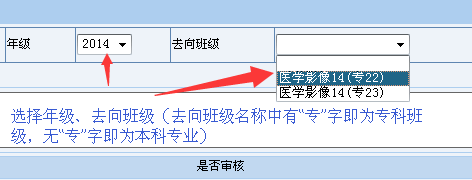 年级 2014 去向班级
医学影像14(专22)
医学影像14(专23)
选择年级、去向班级（去向班级名称中有“专”字即为专科班
级，无“专”字即为本科专业）
是否审核